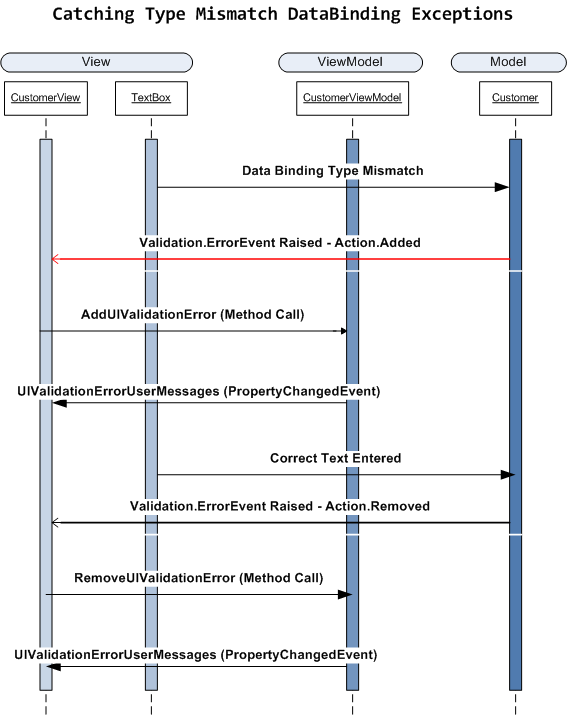 Catching Type Mismatch DataBinding Exceptions
View
ViewModel
Model
CustomerView
TextBox
CustomerViewModel
Customer
Data Binding Type Mismatch
Validation.ErrorEvent Raised - Action.Added
AddUIValidationError (Method Call)
UIValidationErrorUserMessages (PropertyChangedEvent)
Correct Text Entered
Validation.ErrorEvent Raised - Action.Removed
RemoveUIValidationError (Method Call)
UIValidationErrorUserMessages (PropertyChangedEvent)